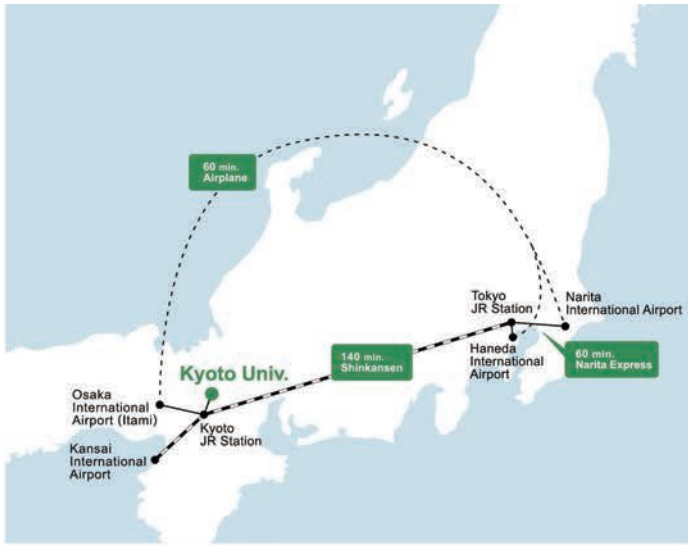 60 min.
Airplane
Tokyo
JR Station
Narita
International Airport
Haneda
International
Airport
60 min.
Narita Express
140 min.
Shinkansen
Kyoto Univ.
Osaka
International
Airport (Itami)
Kyoto
JR Station
Kansai
International
Airport